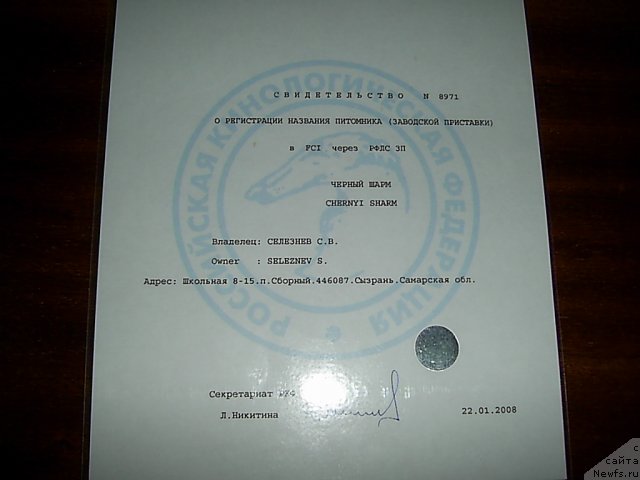 СВИДЕТЕЛЬСТВО N 8971
О РЕГИСТРАЦИИ НАЗВАНИЯ ПИТОМНИКА (ЗАВОДСКОЙ ПРИСТАВКИ)
в FCI через РФЛС ЗП
ЧЕРНЫЙ ШАРМ
CHERNYI SHARM
Владелец: СЕЛЕЗНЕВ С.В.
Owner : SELEZNEV S.
Адрес: Школьная 8-15.п.Сборный.446087.Сызрань.Самарская обл.
Секретариат
Л.Никитина
22.01.2008
РОССИЙСКАЯ КИНОЛОГИЧЕСКАЯ ФЕДЕРАЦИЯ
с
сайта
Newfs.ru